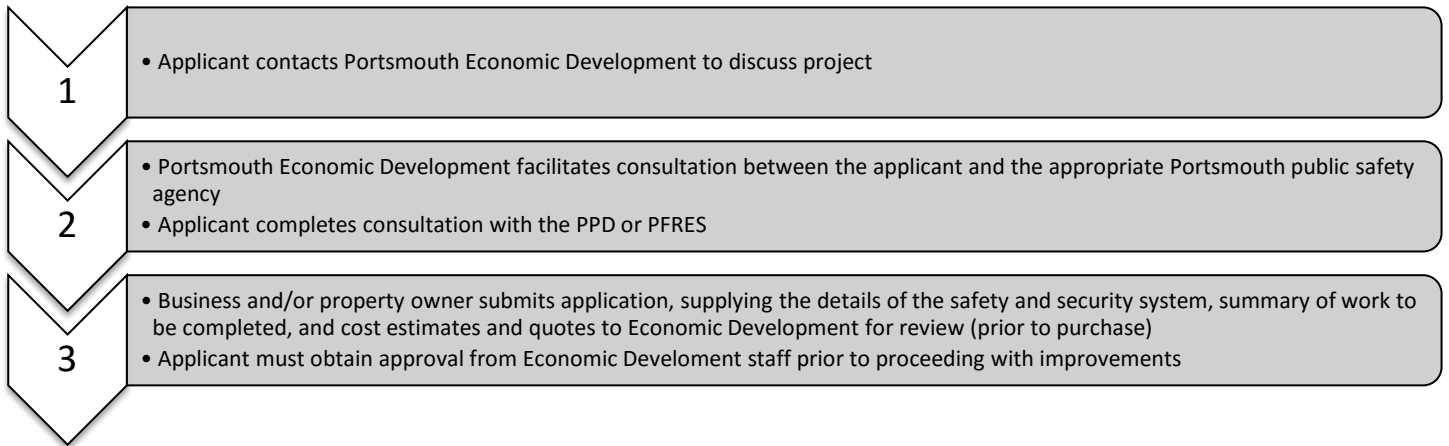 1
• Applicant contacts Portsmouth Economic Development to discuss project
2
• Portsmouth Economic Development facilitates consultation between the applicant and the appropriate Portsmouth public safety
agency
• Applicant completes consultation with the PPD or PFRES
3
• Business and/or property owner submits application, supplying the details of the safety and security system, summary of work to
be completed, and cost estimates and quotes to Economic Development for review (prior to purchase)
• Applicant must obtain approval from Economic Develoment staff prior to proceeding with improvements